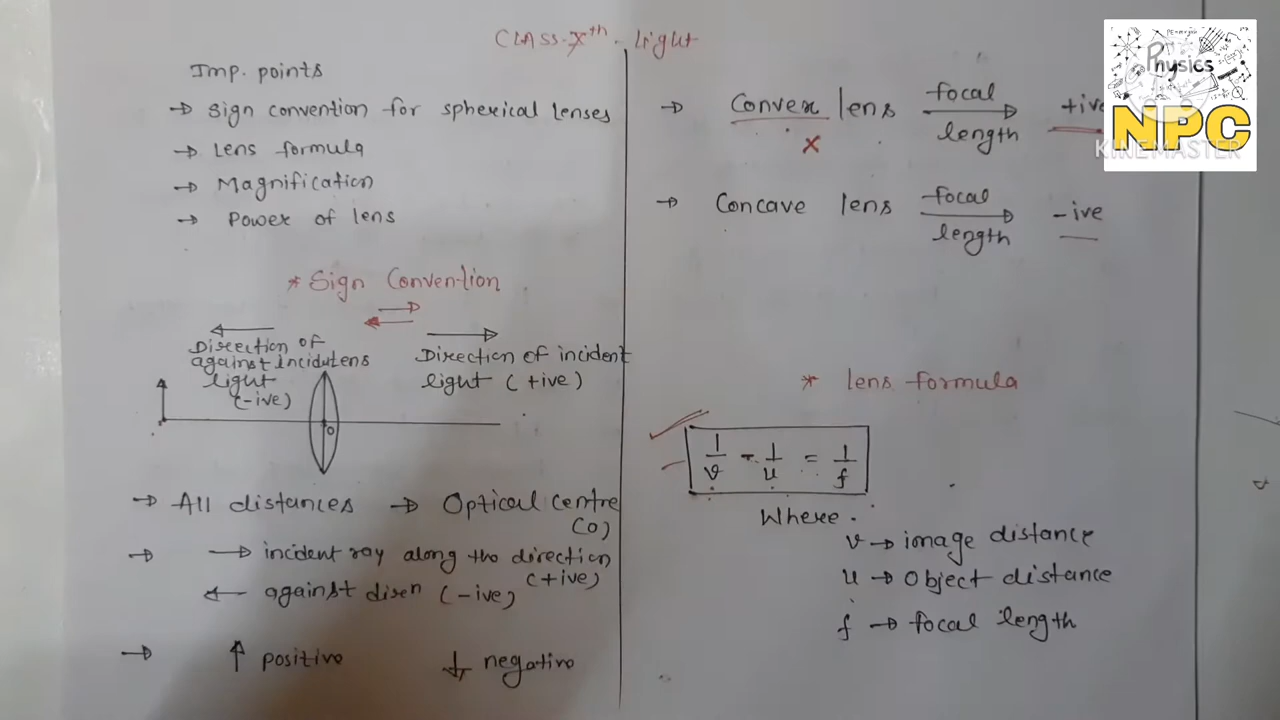 CLASS-Xth. Light
Imp. points
→ Sign convention for spherical lenses
→ Lens formula
→ Magnification
→ Power of lens
* Sign Convention
Direction of
against incident
light
(-ive)
lens
Direction of incident
light (+ive)
O
→ All distances → Optical centre
(O)
→ → incident ray along the direction
(+ive)
← against diren (-ive)
→ ↑ positive ↓ negative
→ Convex lens focal length → +ive
x
→ Concave lens focal length → -ive
* lens formula
1/v - 1/u = 1/f
Where
v → image distance
u → Object distance
f → focal length
Physics
NPC
KINEMASTER